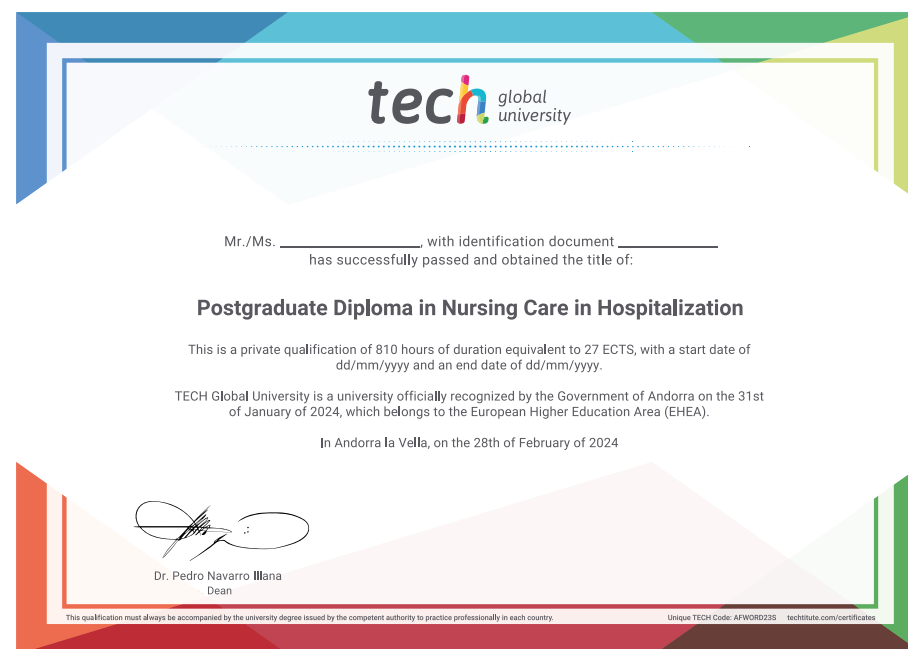 tech global university
Mr./Ms. ____________________, with identification document ______________
has successfully passed and obtained the title of:
Postgraduate Diploma in Nursing Care in Hospitalization
This is a private qualification of 810 hours of duration equivalent to 27 ECTS, with a start date of
dd/mm/yyyy and an end date of dd/mm/yyyy.
TECH Global University is a university officially recognized by the Government of Andorra on the 31st
of January of 2024, which belongs to the European Higher Education Area (EHEA).
In Andorra la Vella, on the 28th of February of 2024
Dr. Pedro Navarro Illana
Dean
This qualification must always be accompanied by the university degree issued by the competent authority to practice professionally in each country.
Unique TECH Code: AFWORD23S techtitute.com/certificates